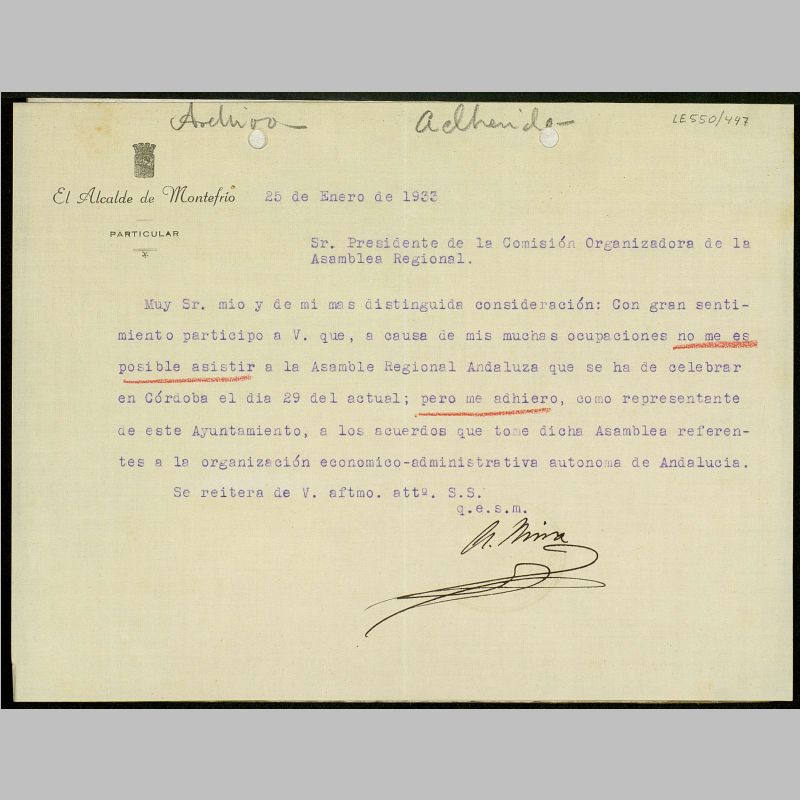 Archivo
Adherido
LE550/447
El Alcalde de Montefrío
PARTICULAR
25 de Enero de 1933
Sr. Presidente de la Comisión Organizadora de la
Asamblea Regional.
Muy Sr. mio y de mi mas distinguida consideración: Con gran senti-
miento participo a V. que, a causa de mis muchas ocupaciones no me es
posible asistir a la Asamble Regional Andaluza que se ha de celebrar
en Córdoba el dia 29 del actual; pero me adhiero, como representante
de este Ayuntamiento, a los acuerdos que tome dicha Asamblea referen-
tes a la organización economico-administrativa autonoma de Andalucia.
Se reitera de V. aftmo. attº. S.S.
q.e.s.m.